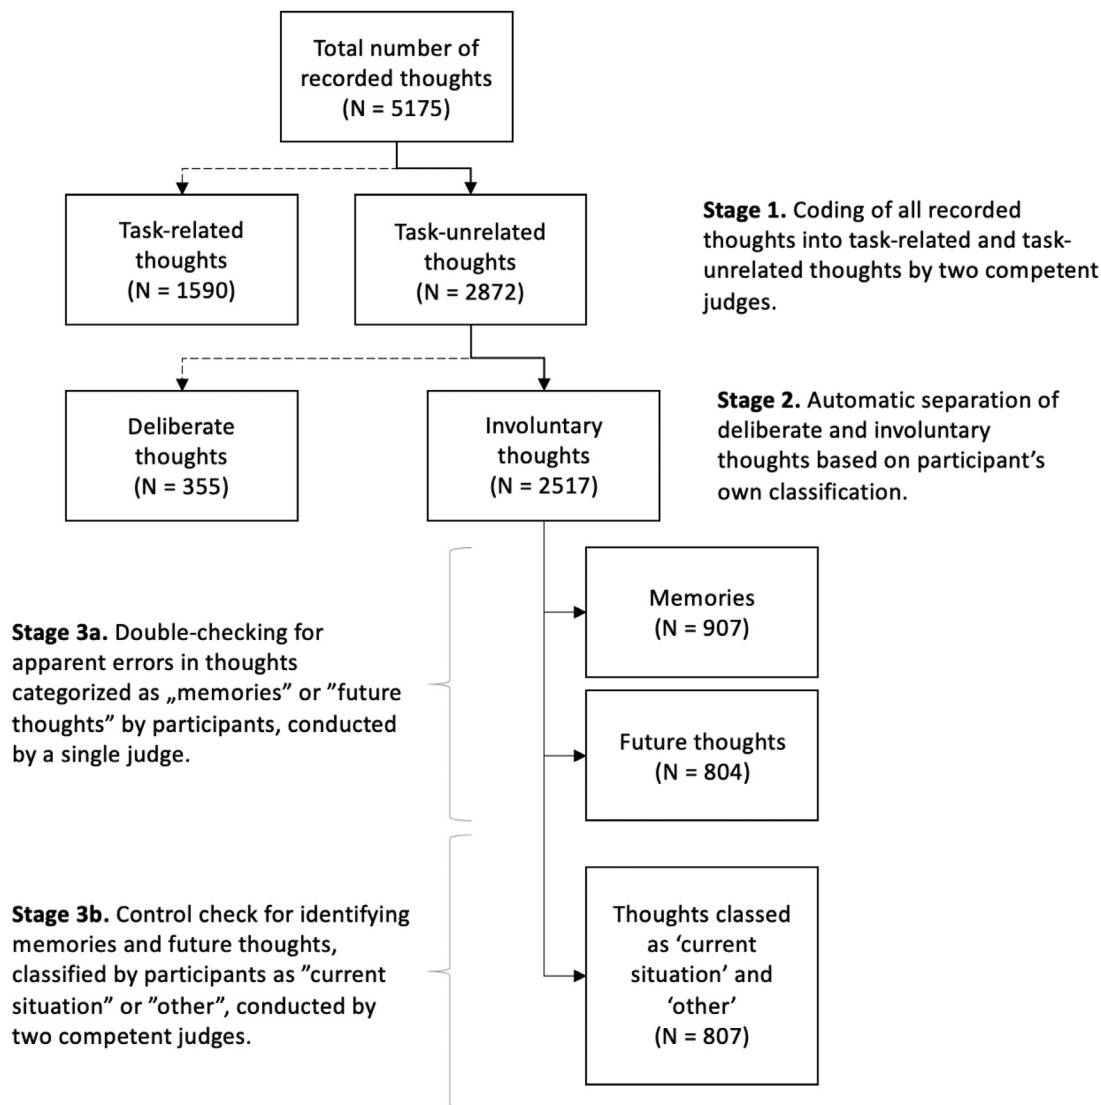 Total number of
recorded thoughts
(N = 5175)
Task-related
thoughts
(N = 1590)
Task-unrelated
thoughts
(N = 2872)
Stage 1. Coding of all recorded
thoughts into task-related and task-
unrelated thoughts by two competent
judges.
Deliberate
thoughts
(N = 355)
Involuntary
thoughts
(N = 2517)
Stage 2. Automatic separation of
deliberate and involuntary
thoughts based on participant’s
own classification.
Stage 3a. Double-checking for
apparent errors in thoughts
categorized as „memories” or ”future
thoughts” by participants, conducted
by a single judge.
Memories
(N = 907)
Future thoughts
(N = 804)
Stage 3b. Control check for identifying
memories and future thoughts,
classified by participants as ”current
situation” or ”other”, conducted by
two competent judges.
Thoughts classed
as ‘current
situation’ and
‘other’
(N = 807)